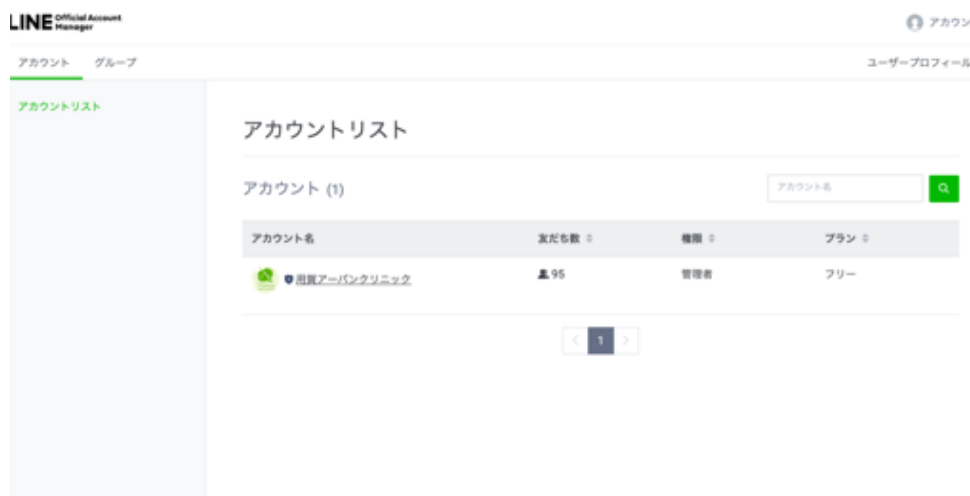 LINE Official Account Manager
アカウン
アカウント グループ
ユーザープロフィール
アカウントリスト
アカウントリスト
アカウント (1)
アカウント名
アカウント名 友だち数 権限 プラン
用賀アーバンクリニック 95 管理者 フリー
1